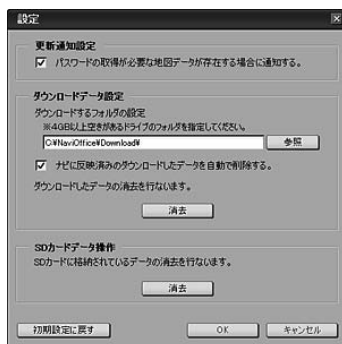 設定
更新通知設定
パスワードの取得が必要な地図データが存在する場合に通知する。
ダウンロードデータ設定
ダウンロードするフォルダの設定
※4GB以上空きがあるドライブのフォルダを指定してください。
C:¥NaviOffice¥Download¥
参照
ナビに反映済みのダウンロードしたデータを自動で削除する。
ダウンロードしたデータの消去を行ないます。
消去
SDカードデータ操作
SDカードに格納されているデータの消去を行ないます。
消去
初期設定に戻す OK キャンセル